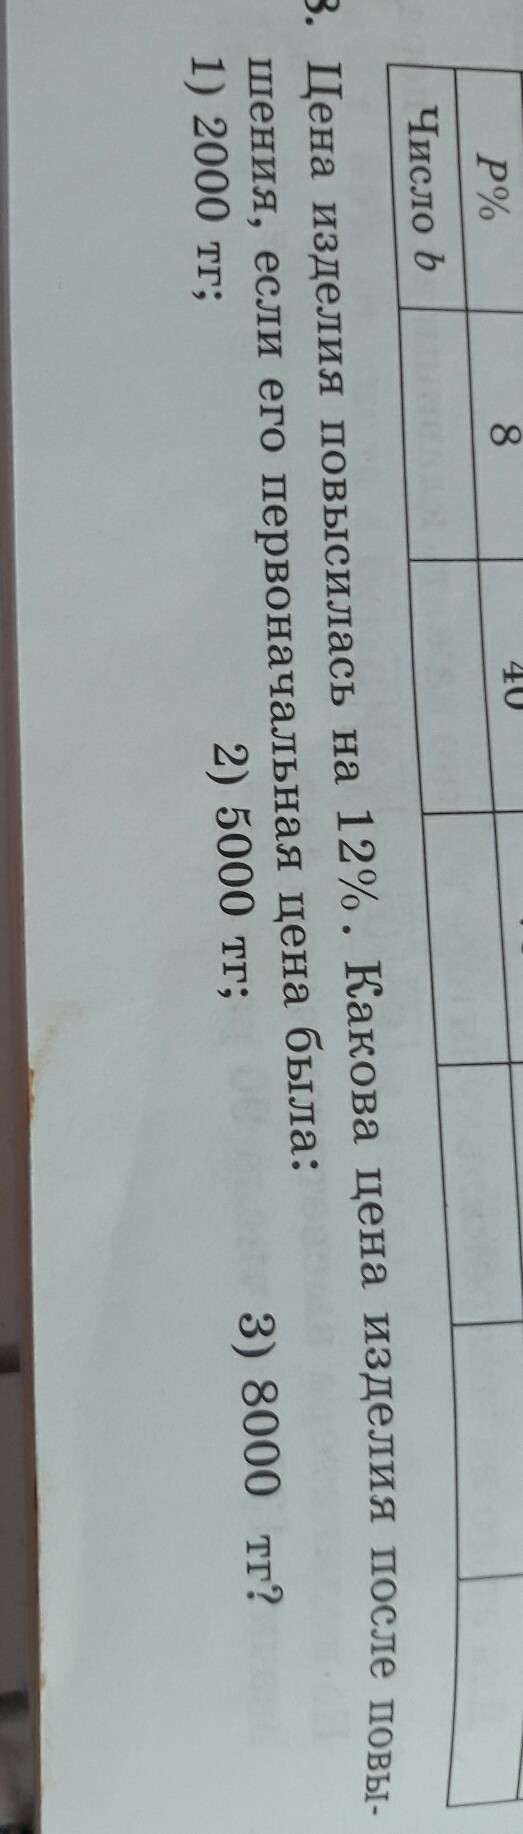 P% 8 40
Число b
3. Цена изделия повысилась на 12%. Какова цена изделия после повы-
шения, если его первоначальная цена была:
1) 2000 тг; 2) 5000 тг; 3) 8000 тг?